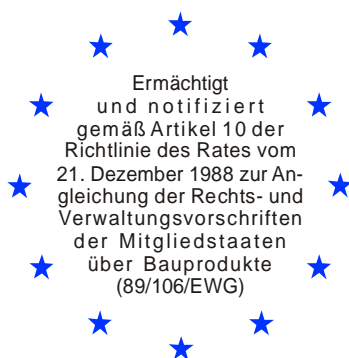 Ermächtigt
und notifiziert
gemäß Artikel 10 der
Richtlinie des Rates vom
21. Dezember 1988 zur An-
gleichung der Rechts- und
Verwaltungsvorschriften
der Mitgliedstaaten
über Bauprodukte
(89/106/EWG)